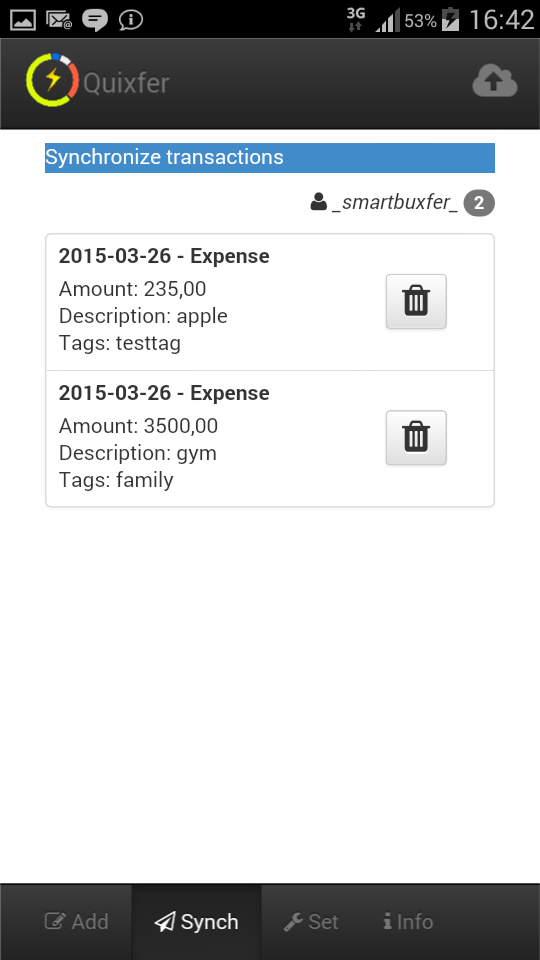 3G 53% 16:42
Quixfer
Synchronize transactions
_smartbuxfer_ 2
2015-03-26 - Expense
Amount: 235,00
Description: apple
Tags: testtag
2015-03-26 - Expense
Amount: 3500,00
Description: gym
Tags: family
Add Synch Set Info